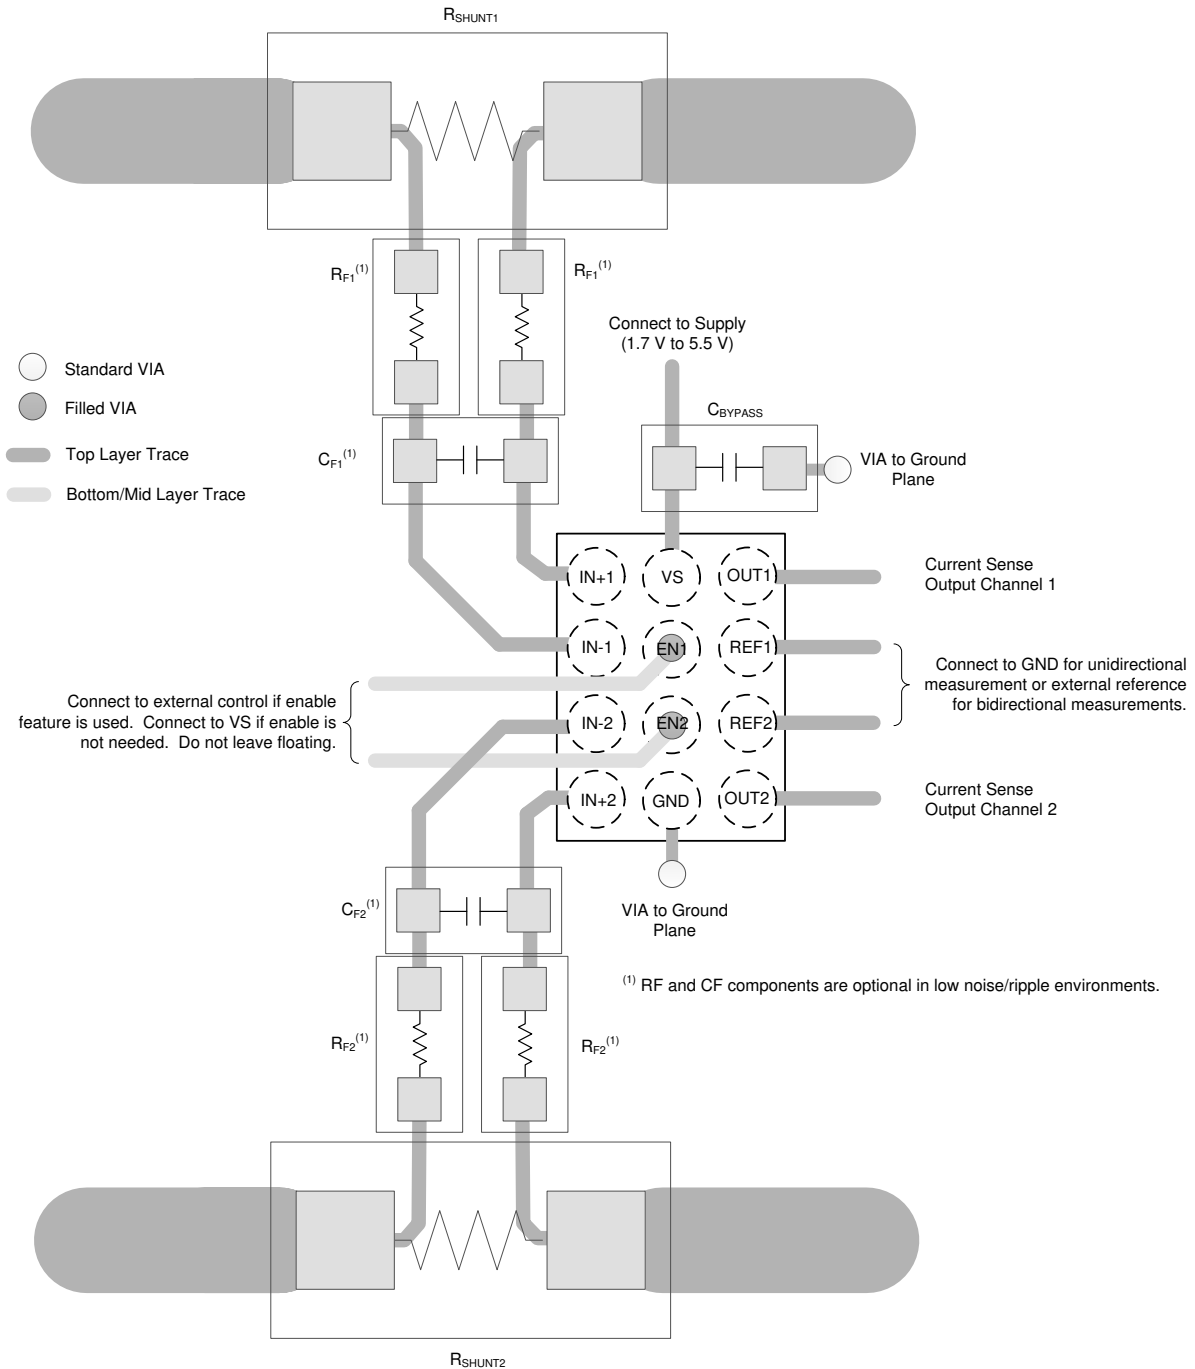 RSHUNT1
RF1(1)
RF1(1)
Connect to Supply
(1.7 V to 5.5 V)
Standard VIA
Filled VIA
Top Layer Trace
Bottom/Mid Layer Trace
CF1(1)
CBYPASS
VIA to Ground
Plane
IN+1
VS
OUT1
Current Sense
Output Channel 1
IN-1
EN1
REF1
Connect to GND for unidirectional
measurement or external reference
for bidirectional measurements.
Connect to external control if enable
feature is used. Connect to VS if enable is
not needed. Do not leave floating.
IN-2
EN2
REF2
IN+2
GND
OUT2
Current Sense
Output Channel 2
CF2(1)
VIA to Ground
Plane
(1) RF and CF components are optional in low noise/ripple environments.
RF2(1)
RF2(1)
RSHUNT2